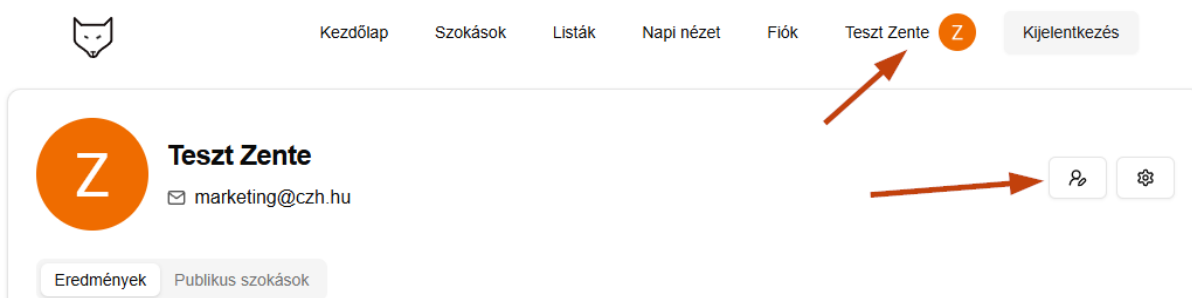 Kezdőlap Szokások Listák Napi nézet Fiók Teszt Zente Z Kijelentkezés
Z
Teszt Zente
marketing@czh.hu
Eredmények Publikus szokások